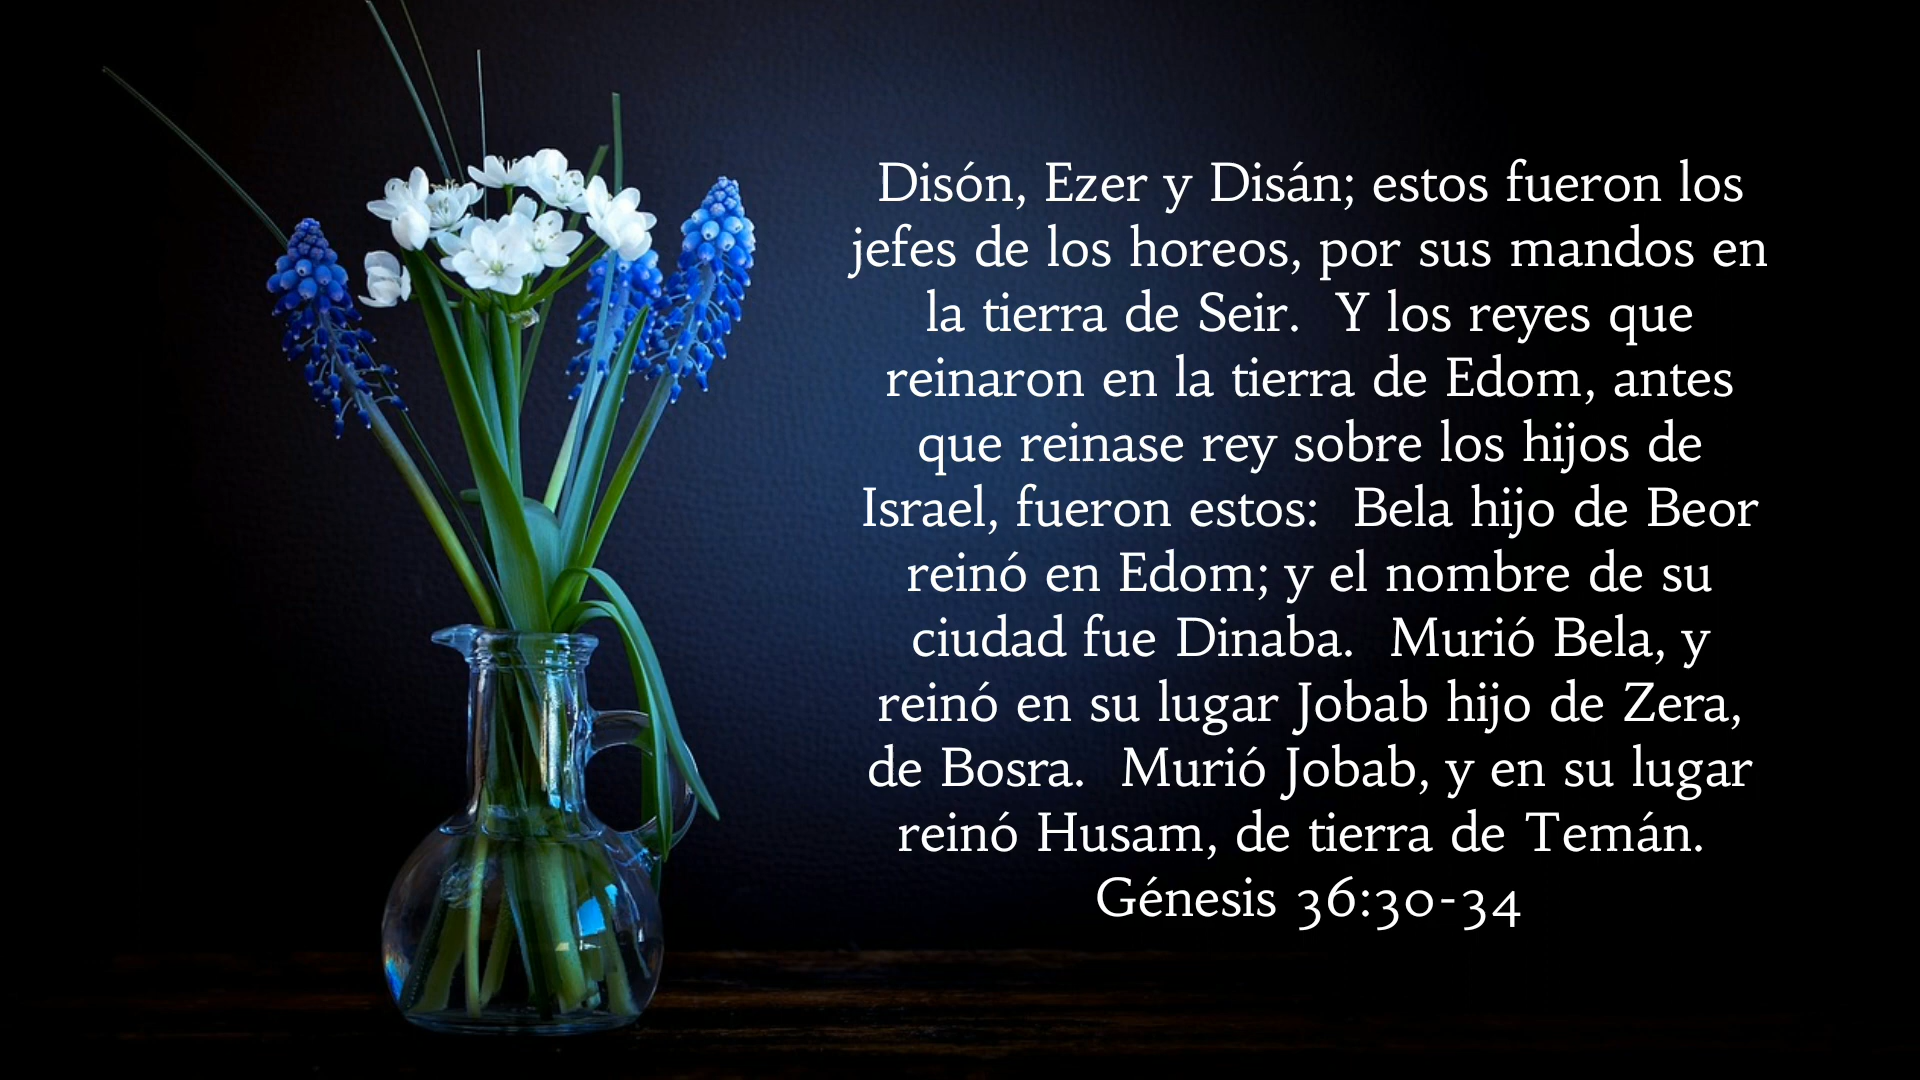 Disón, Ezer y Disán; estos fueron los
jefes de los horeos, por sus mandos en
la tierra de Seir.  Y los reyes que
reinaron en la tierra de Edom, antes
que reinase rey sobre los hijos de
Israel, fueron estos:  Bela hijo de Beor
reinó en Edom; y el nombre de su
ciudad fue Dinaba.  Murió Bela, y
reinó en su lugar Jobab hijo de Zera,
de Bosra.  Murió Jobab, y en su lugar
reinó Husam, de tierra de Temán.
Génesis 36:30-34